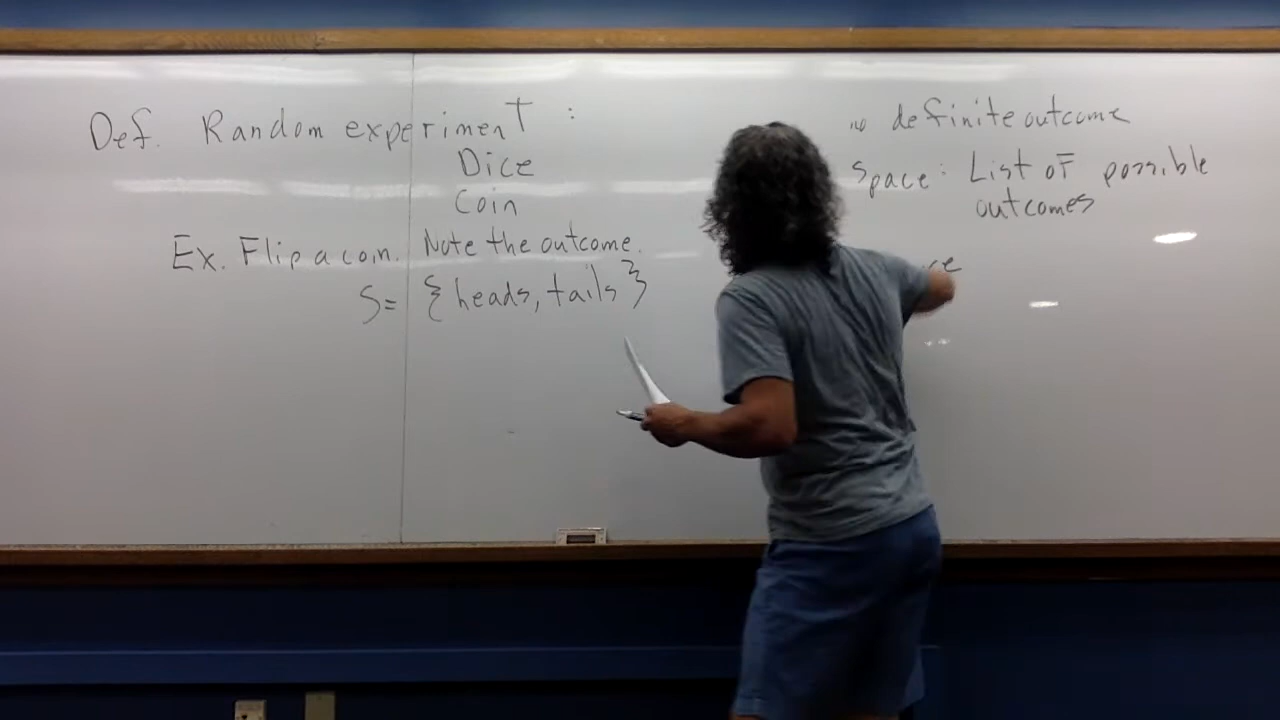 Def. Random experiment : no definite outcome
Dice
Coin
space: List of possible
outcomes
Ex. Flip a coin. Note the outcome.
S= {heads, tails}